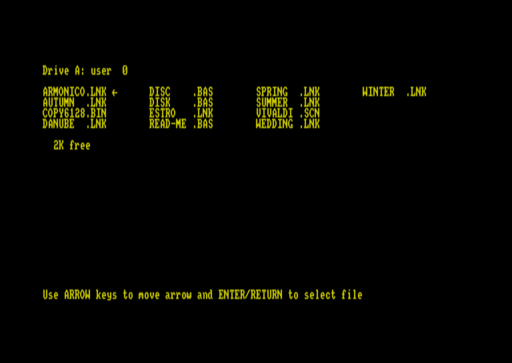 Drive A: user  0
ARMONICO.LNK ←      DISC    .BAS        SPRING  .LNK        WINTER  .LNK
AUTUMN  .LNK        DISK    .BAS        SUMMER  .LNK
COPY6128.BIN        ESTRO   .LNK        VIVALDI .SCN
DANUBE  .LNK        READ-ME .BAS        WEDDING .LNK
2K free
Use ARROW keys to move arrow and ENTER/RETURN to select file